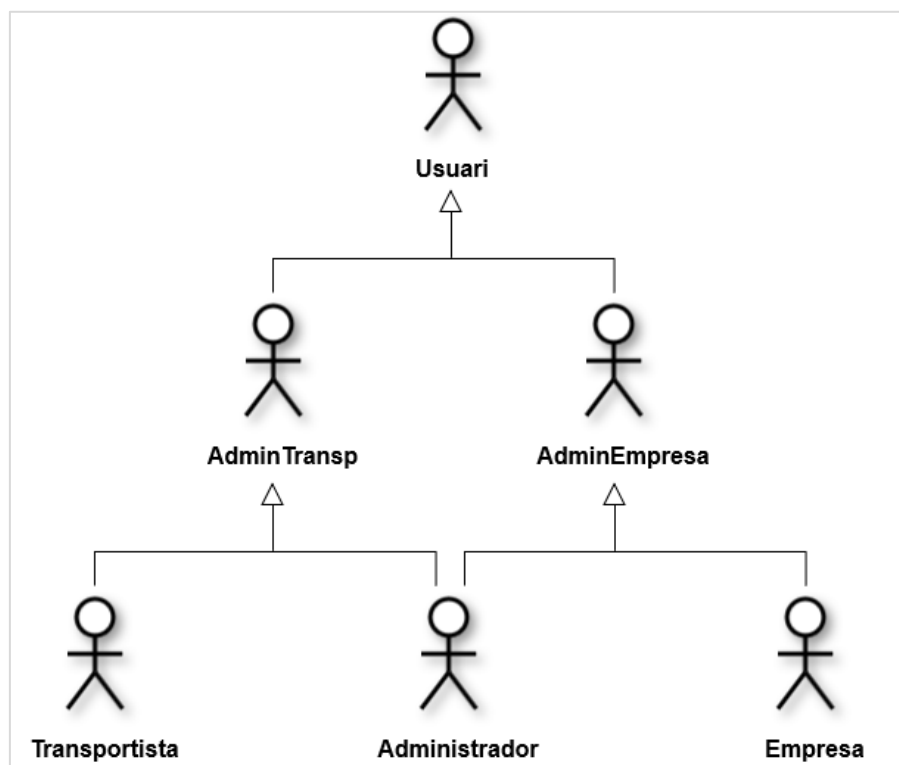 Usuari
AdminTransp
AdminEmpresa
Transportista
Administrador
Empresa